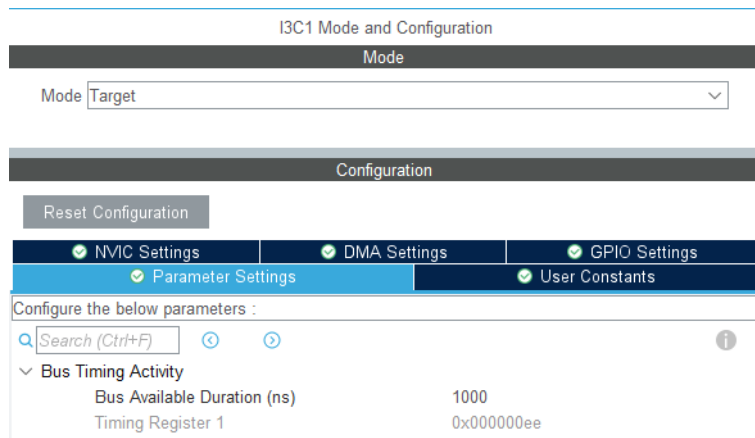 I3C1 Mode and Configuration
Mode
Mode Target
Configuration
Reset Configuration
NVIC Settings DMA Settings GPIO Settings
Parameter Settings User Constants
Configure the below parameters :
Search (Ctrl+F)
Bus Timing Activity
Bus Available Duration (ns) 1000
Timing Register 1 0x000000ee